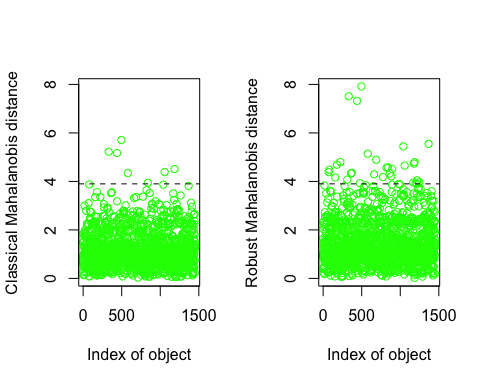 Classical Mahalanobis distance
8
6
4
2
0
0 500 1500
Index of object
Robust Mahalanobis distance
8
6
4
2
0
0 500 1500
Index of object